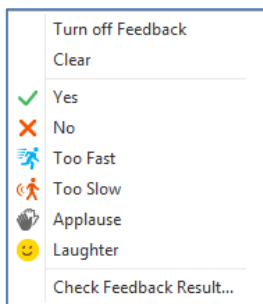 Turn off Feedback
Clear
Yes
No
Too Fast
Too Slow
Applause
Laughter
Check Feedback Result...